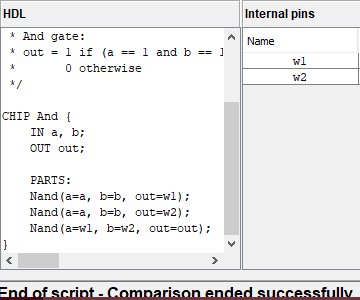 HDL
Internal pins
* And gate:
* out = 1 if (a == 1 and b == 1
*       0 otherwise
*/
Name
w1
w2
CHIP And {
IN a, b;
OUT out;
PARTS:
Nand(a=a, b=b, out=w1);
Nand(a=a, b=b, out=w2);
Nand(a=w1, b=w2, out=out);
}
End of script - Comparison ended successfully